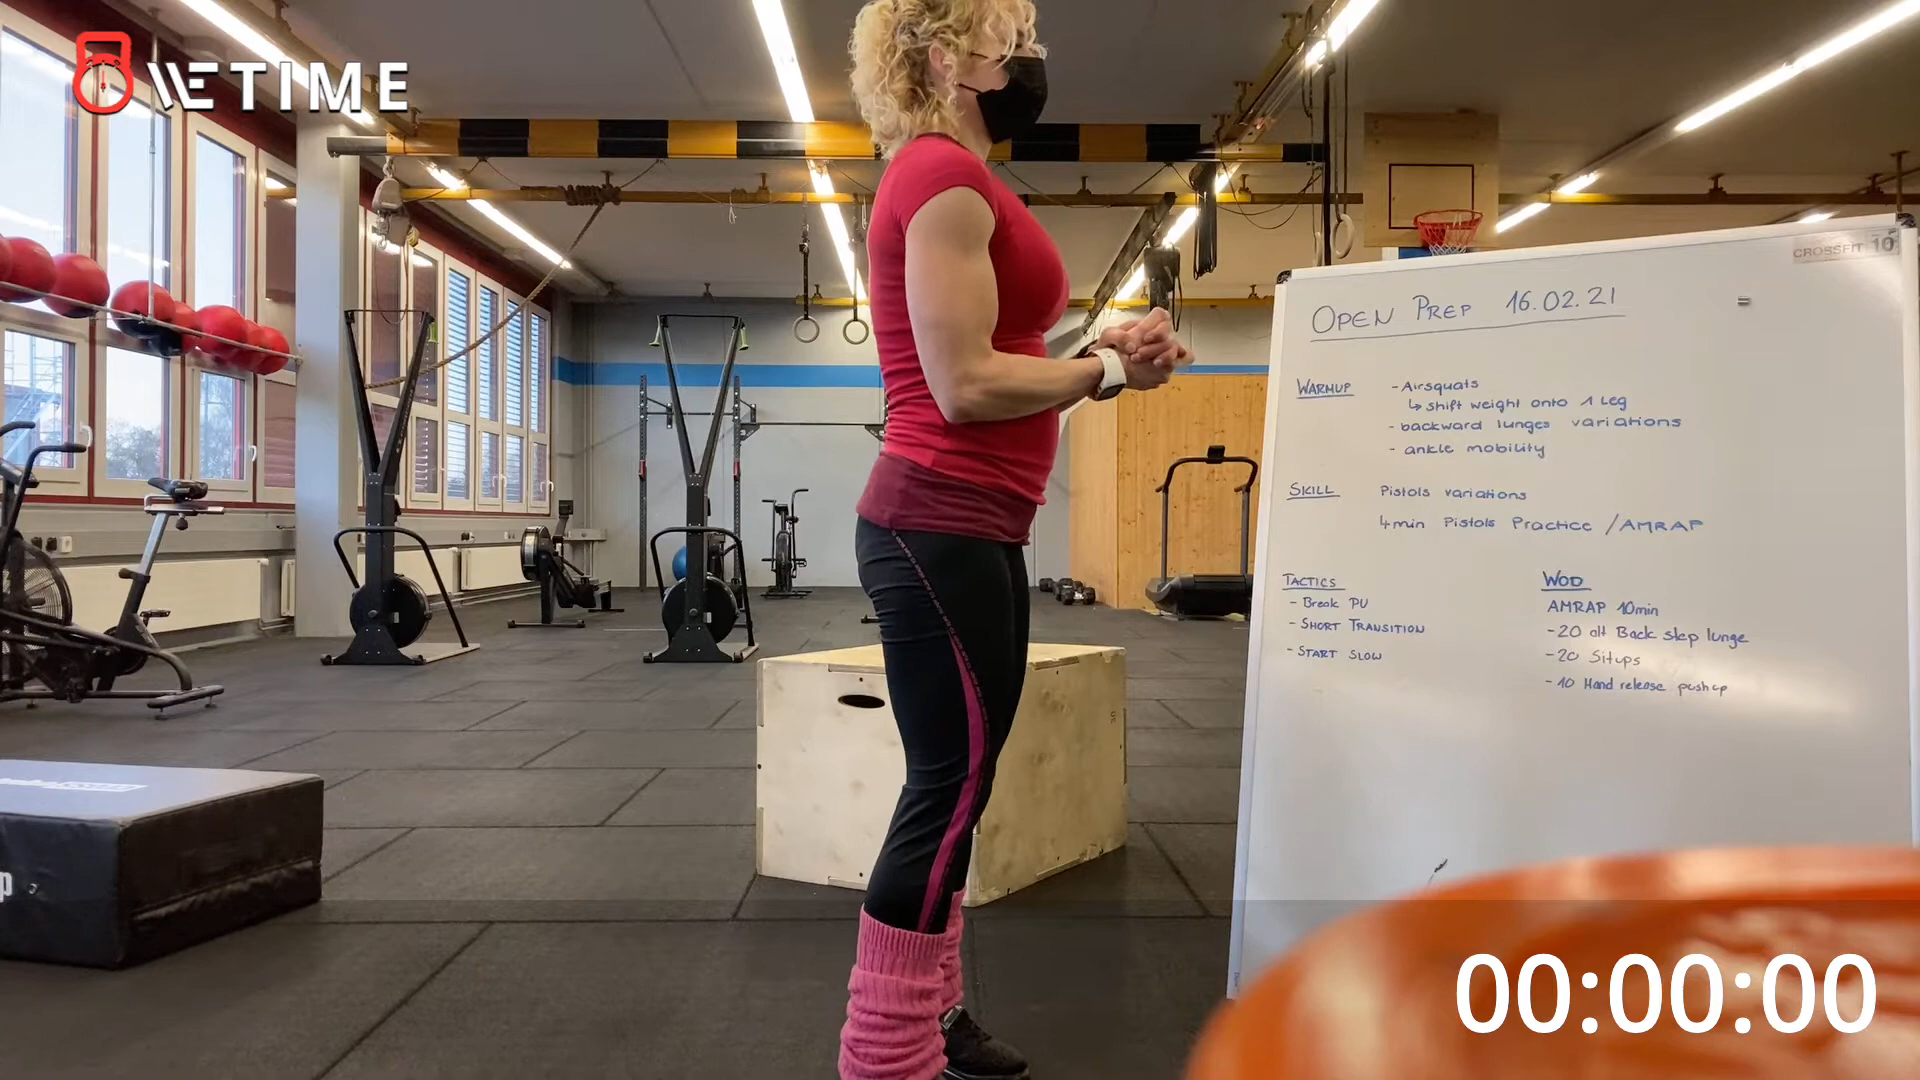 WETIME
CROSSFIT 10
OPEN PREP 16.02.21
WARMUP
- Airsquats
↳ shift weight onto 1 Leg
- backward lunges variations
- ankle mobility
SKILL
Pistols variations
4min Pistols Practice / AMRAP
TACTICS
- Break PU
- SHORT TRANSITION
- START SLOW
WOD
AMRAP 10min
- 20 alt Back step lunge
- 20 Situps
- 10 Hand release pushup
00:00:00